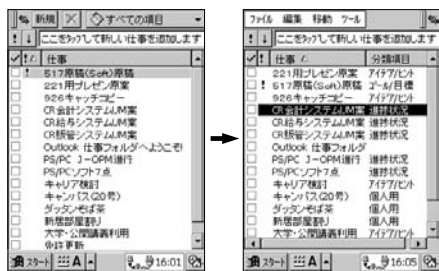 新規 すべての項目
! ↓ ここをタップして新しい仕事を追加します
! 仕事
! 517原稿(Soft)原稿
221用プレゼン原案
926キャッチコピー
CR会計システムUM案
CR給与システムUM案
CR販管システムUM案
Outlook 仕事フォルダへようこそ!
PS/PC J-OPM進行
PS/PCソフト7点
キャリア検討
キャンバス(20号)
ダッタンそば茶
新居部屋割り
大学・公開講義利用
免許更新
スタート A 16:01
ファイル 編集 移動 ツール
! ↓ ここをタップして新しい仕事を追加します
! 仕事 分類項目
221用プレゼン原案 アイデア/ヒント
! 517原稿(Soft)原稿 ゴール/目標
926キャッチコピー アイデア/ヒント
CR会計システムUM案 進捗状況
CR給与システムUM案 進捗状況
CR販管システムUM案 進捗状況
Outlook 仕事フォルダ
PS/PC J-OPM進行 進捗状況
PS/PCソフト7点 進捗状況
キャリア検討 アイデア/ヒント
キャンバス(20号) 個人用
ダッタンそば茶 個人用
新居部屋割り 個人用
大学・公開講義利用 アイデア/ヒント
スタート A 16:05